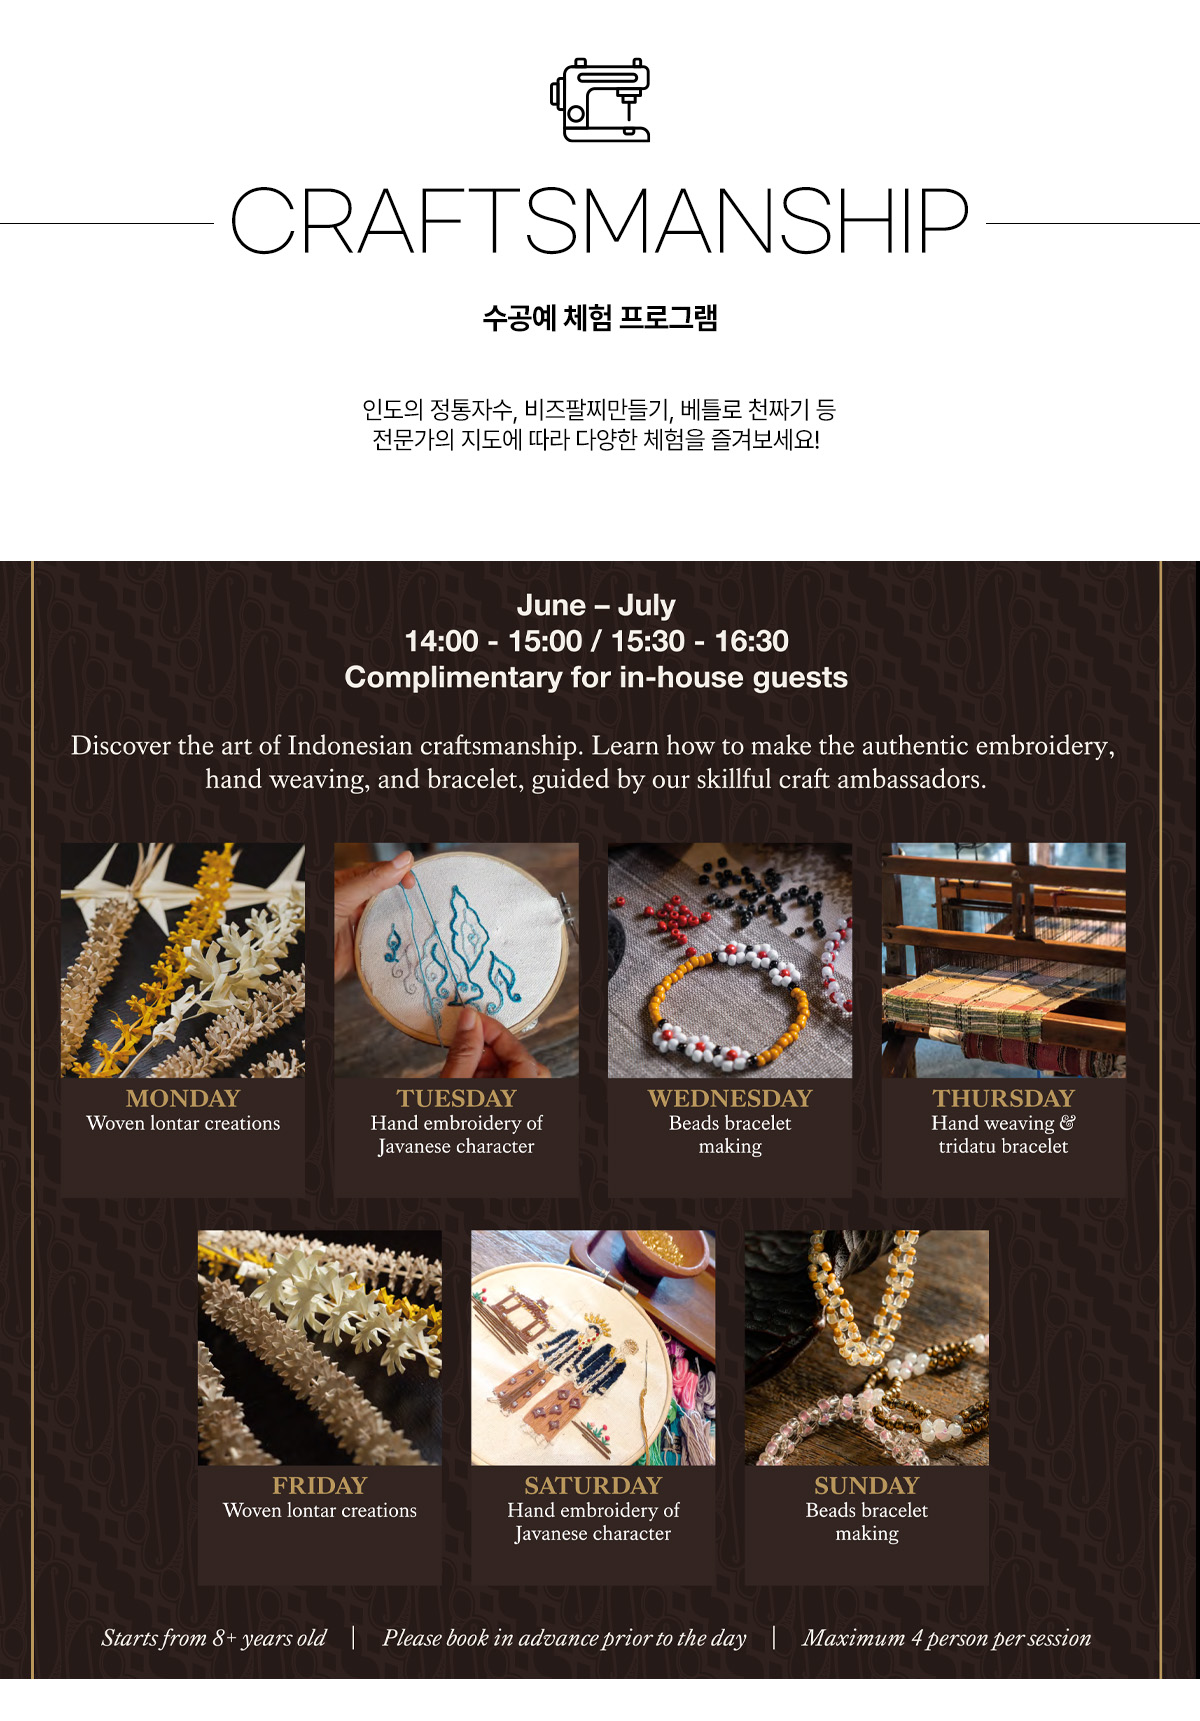 CRAFTSMANSHIP
수공예 체험 프로그램
인도의 정통자수, 비즈팔찌만들기, 베틀로 천짜기 등
전문가의 지도에 따라 다양한 체험을 즐겨보세요!
June – July
14:00 - 15:00 / 15:30 - 16:30
Complimentary for in-house guests
Discover the art of Indonesian craftsmanship. Learn how to make the authentic embroidery,
hand weaving, and bracelet, guided by our skillful craft ambassadors.
MONDAY
Woven lontar creations
TUESDAY
Hand embroidery of
Javanese character
WEDNESDAY
Beads bracelet
making
THURSDAY
Hand weaving &
tridatu bracelet
FRIDAY
Woven lontar creations
SATURDAY
Hand embroidery of
Javanese character
SUNDAY
Beads bracelet
making
Starts from 8+ years old | Please book in advance prior to the day | Maximum 4 person per session